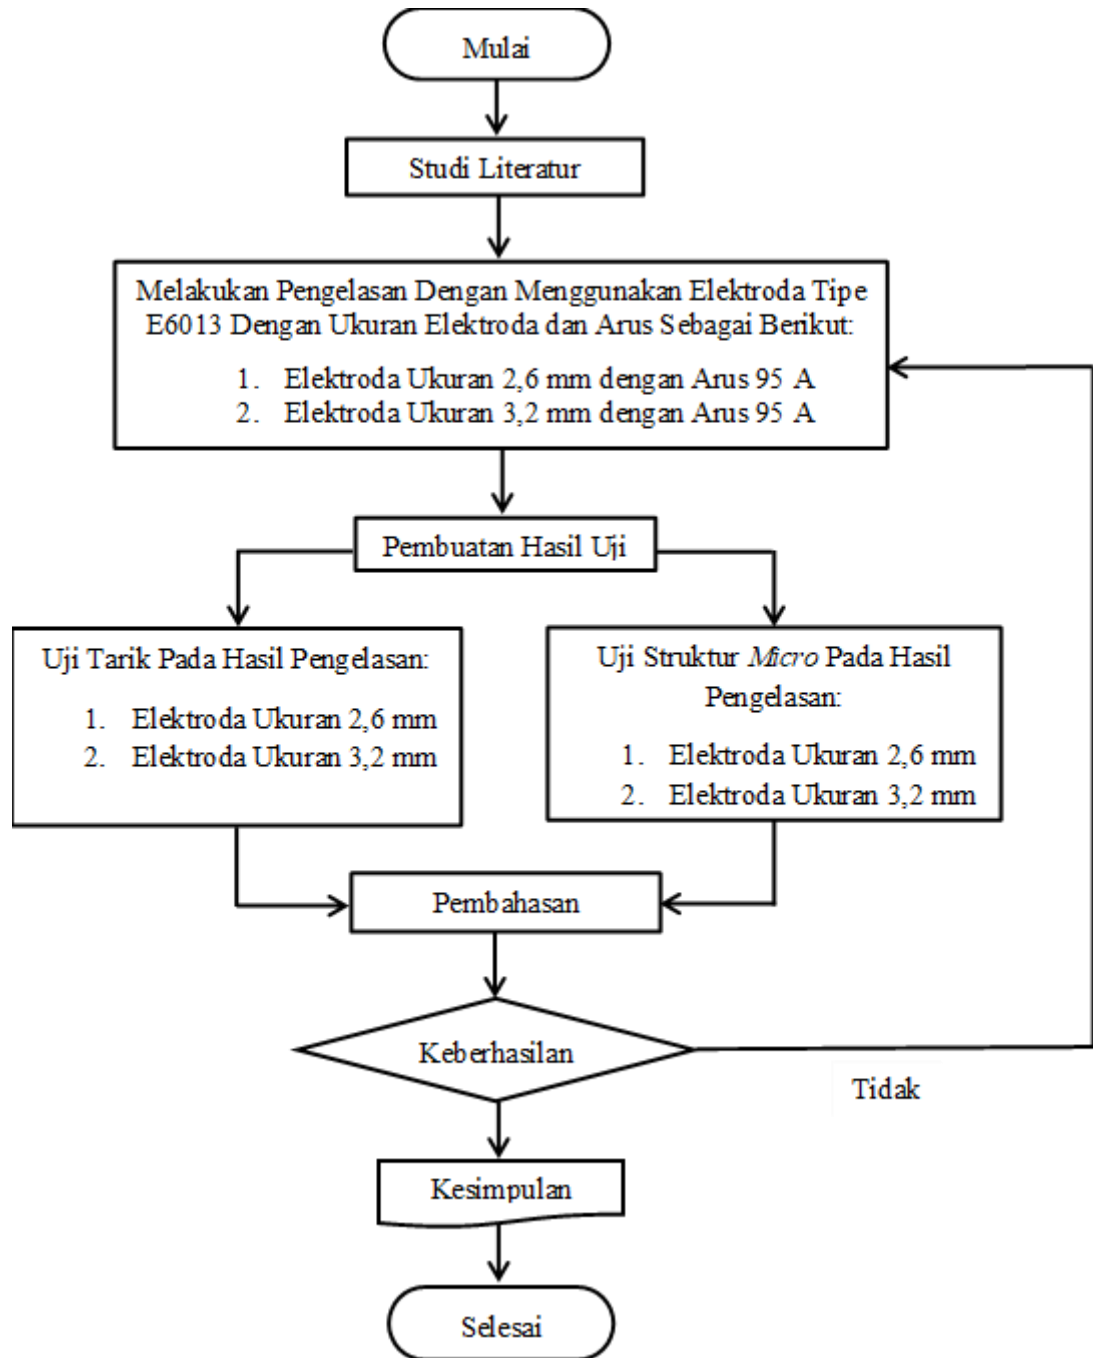 Mulai
Studi Literatur
Melakukan Pengelasan Dengan Menggunakan Elektroda Tipe
E6013 Dengan Ukuran Elektroda dan Arus Sebagai Berikut:
1. Elektroda Ukuran 2,6 mm dengan Arus 95 A
2. Elektroda Ukuran 3,2 mm dengan Arus 95 A
Pembuatan Hasil Uji
Uji Tarik Pada Hasil Pengelasan:
1. Elektroda Ukuran 2,6 mm
2. Elektroda Ukuran 3,2 mm
Uji Struktur Micro Pada Hasil
Pengelasan:
1. Elektroda Ukuran 2,6 mm
2. Elektroda Ukuran 3,2 mm
Pembahasan
Keberhasilan
Tidak
Kesimpulan
Selesai